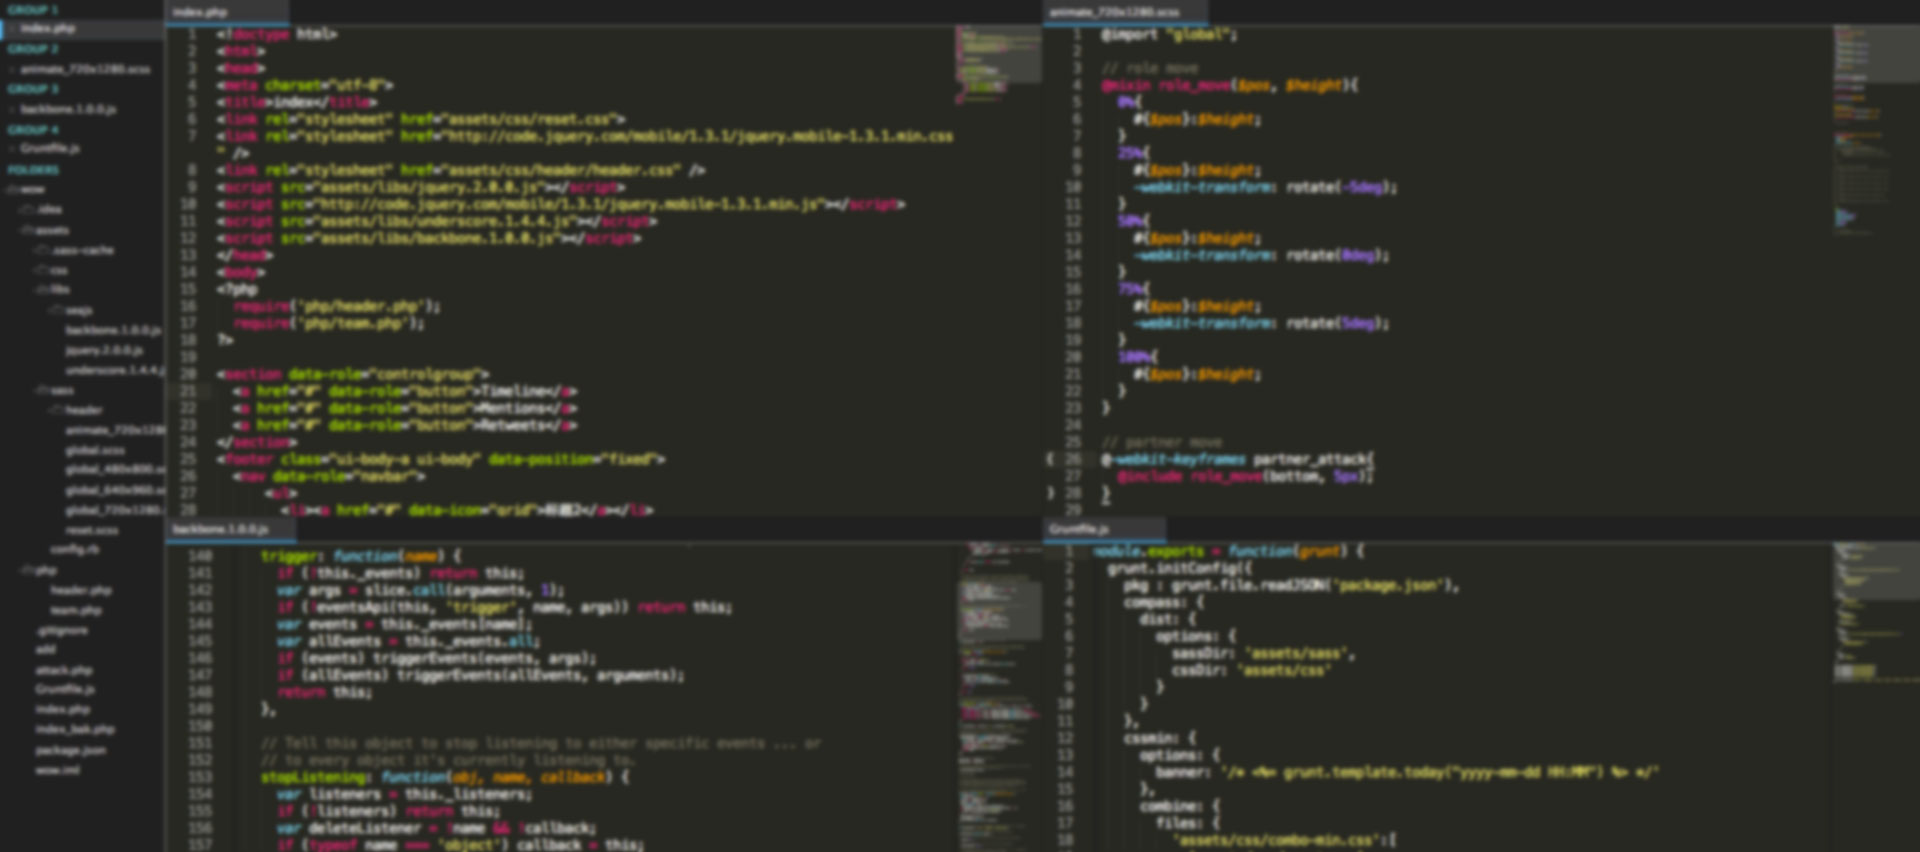 GROUP 1
index.php
GROUP 2
animate_720x1280.scss
GROUP 3
backbone.1.0.0.js
GROUP 4
Gruntfile.js
FOLDERS
wow
.idea
assets
.sass-cache
css
libs
seajs
backbone.1.0.0.js
jquery.2.0.0.js
underscore.1.4.4.j
sass
header
animate_720x128
global.scss
global_480x800.s
global_640x960.s
global_720x1280.
reset.scss
config.rb
php
header.php
team.php
.gitignore
add
attack.php
Gruntfile.js
index.php
index_bak.php
package.json
wow.iml
index.php
1 <!doctype html>
2 <html>
3 <head>
4 <meta charset="utf-8">
5 <title>index</title>
6 <link rel="stylesheet" href="assets/css/reset.css">
7 <link rel="stylesheet" href="http://code.jquery.com/mobile/1.3.1/jquery.mobile-1.3.1.min.css
" />
8 <link rel="stylesheet" href="assets/css/header/header.css" />
9 <script src="assets/libs/jquery.2.0.0.js"></script>
10 <script src="http://code.jquery.com/mobile/1.3.1/jquery.mobile-1.3.1.min.js"></script>
11 <script src="assets/libs/underscore.1.4.4.js"></script>
12 <script src="assets/libs/backbone.1.0.0.js"></script>
13 </head>
14 <body>
15 <?php
16 require('php/header.php');
17 require('php/team.php');
18 ?>
19
20 <section data-role="controlgroup">
21 <a href="#" data-role="button">Timeline</a>
22 <a href="#" data-role="button">Mentions</a>
23 <a href="#" data-role="button">Retweets</a>
24 </section>
25 <footer class="ui-body-a ui-body" data-position="fixed">
26 <nav data-role="navbar">
27 <ul>
28 <li><a href="#" data-icon="grid">标题2</a></li>
animate_720x1280.scss
1 @import "global";
2
3 // role move
4 @mixin role_move($pos, $height){
5 0%{
6 #{$pos}:$height;
7 }
8 25%{
9 #{$pos}:$height;
10 -webkit-transform: rotate(-5deg);
11 }
12 50%{
13 #{$pos}:$height;
14 -webkit-transform: rotate(0deg);
15 }
16 75%{
17 #{$pos}:$height;
18 -webkit-transform: rotate(5deg);
19 }
20 100%{
21 #{$pos}:$height;
22 }
23 }
24
25 // partner move
{ 26 @-webkit-keyframes partner_attack{
27 @include role_move(bottom, 5px);
} 28 }
29
backbone.1.0.0.js
140 trigger: function(name) {
141 if (!this._events) return this;
142 var args = slice.call(arguments, 1);
143 if (!eventsApi(this, 'trigger', name, args)) return this;
144 var events = this._events[name];
145 var allEvents = this._events.all;
146 if (events) triggerEvents(events, args);
147 if (allEvents) triggerEvents(allEvents, arguments);
148 return this;
149 },
150
151 // Tell this object to stop listening to either specific events ... or
152 // to every object it's currently listening to.
153 stopListening: function(obj, name, callback) {
154 var listeners = this._listeners;
155 if (!listeners) return this;
156 var deleteListener = !name && !callback;
157 if (typeof name === 'object') callback = this;
Gruntfile.js
1 module.exports = function(grunt) {
2 grunt.initConfig({
3 pkg : grunt.file.readJSON('package.json'),
4 compass: {
5 dist: {
6 options: {
7 sassDir: 'assets/sass',
8 cssDir: 'assets/css'
9 }
10 }
11 },
12 cssmin: {
13 options: {
14 banner: '/* <%= grunt.template.today("yyyy-mm-dd HH:MM") %> */'
15 },
16 combine: {
17 files: {
18 'assets/css/combo-min.css':[